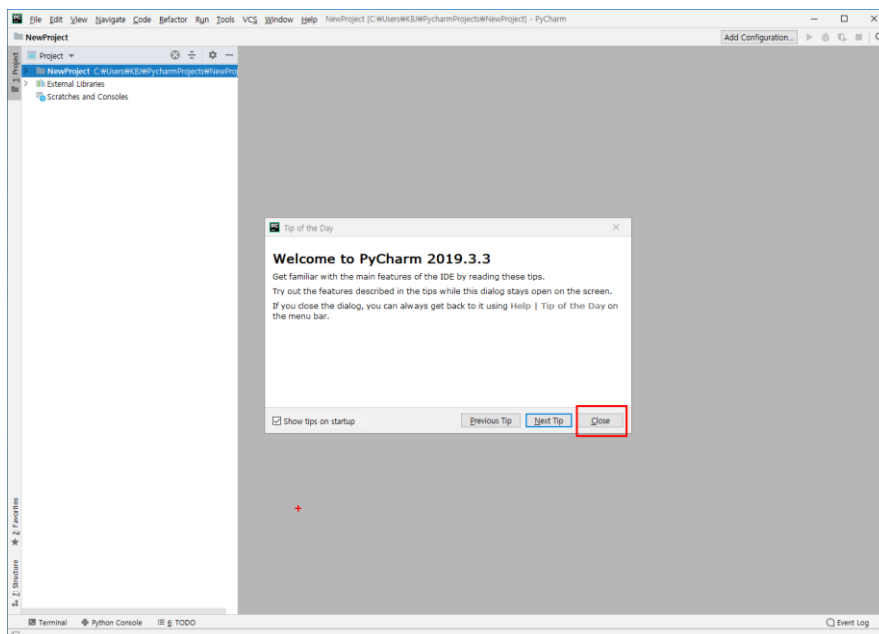 PC File Edit View Navigate Code Refactor Run Tools VCS Window Help NewProject [C:₩Users₩KBJ₩PycharmProjects₩NewProject] - PyCharm
NewProject
Add Configuration...
1: Project
Project
NewProject C:₩Users₩KBJ₩PycharmProjects₩NewProj
External Libraries
Scratches and Consoles
PC Tip of the Day
Welcome to PyCharm 2019.3.3
Get familiar with the main features of the IDE by reading these tips.
Try out the features described in the tips while this dialog stays open on the screen.
If you close the dialog, you can always get back to it using Help | Tip of the Day on
the menu bar.
Show tips on startup
Previous Tip
Next Tip
Close
2: Favorites
7: Structure
Terminal
Python Console
6: TODO
Event Log